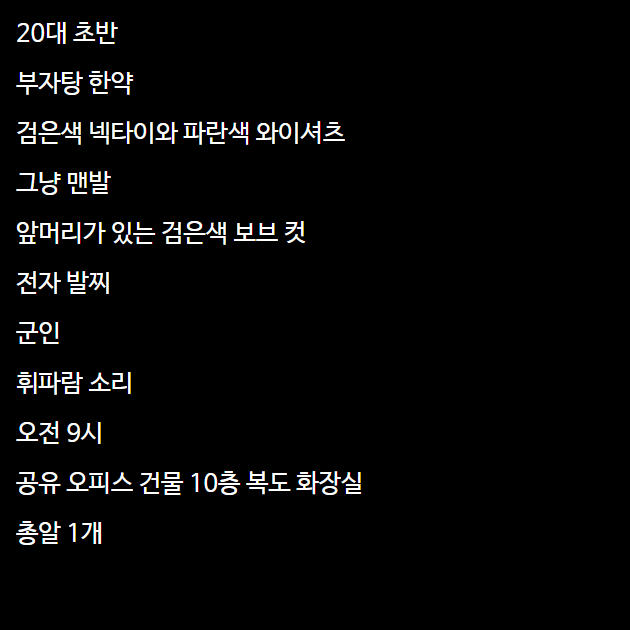 20대 초반
부자탕 한약
검은색 넥타이와 파란색 와이셔츠
그냥 맨발
앞머리가 있는 검은색 보브 컷
전자 발찌
군인
휘파람 소리
오전 9시
공유 오피스 건물 10층 복도 화장실
총알 1개